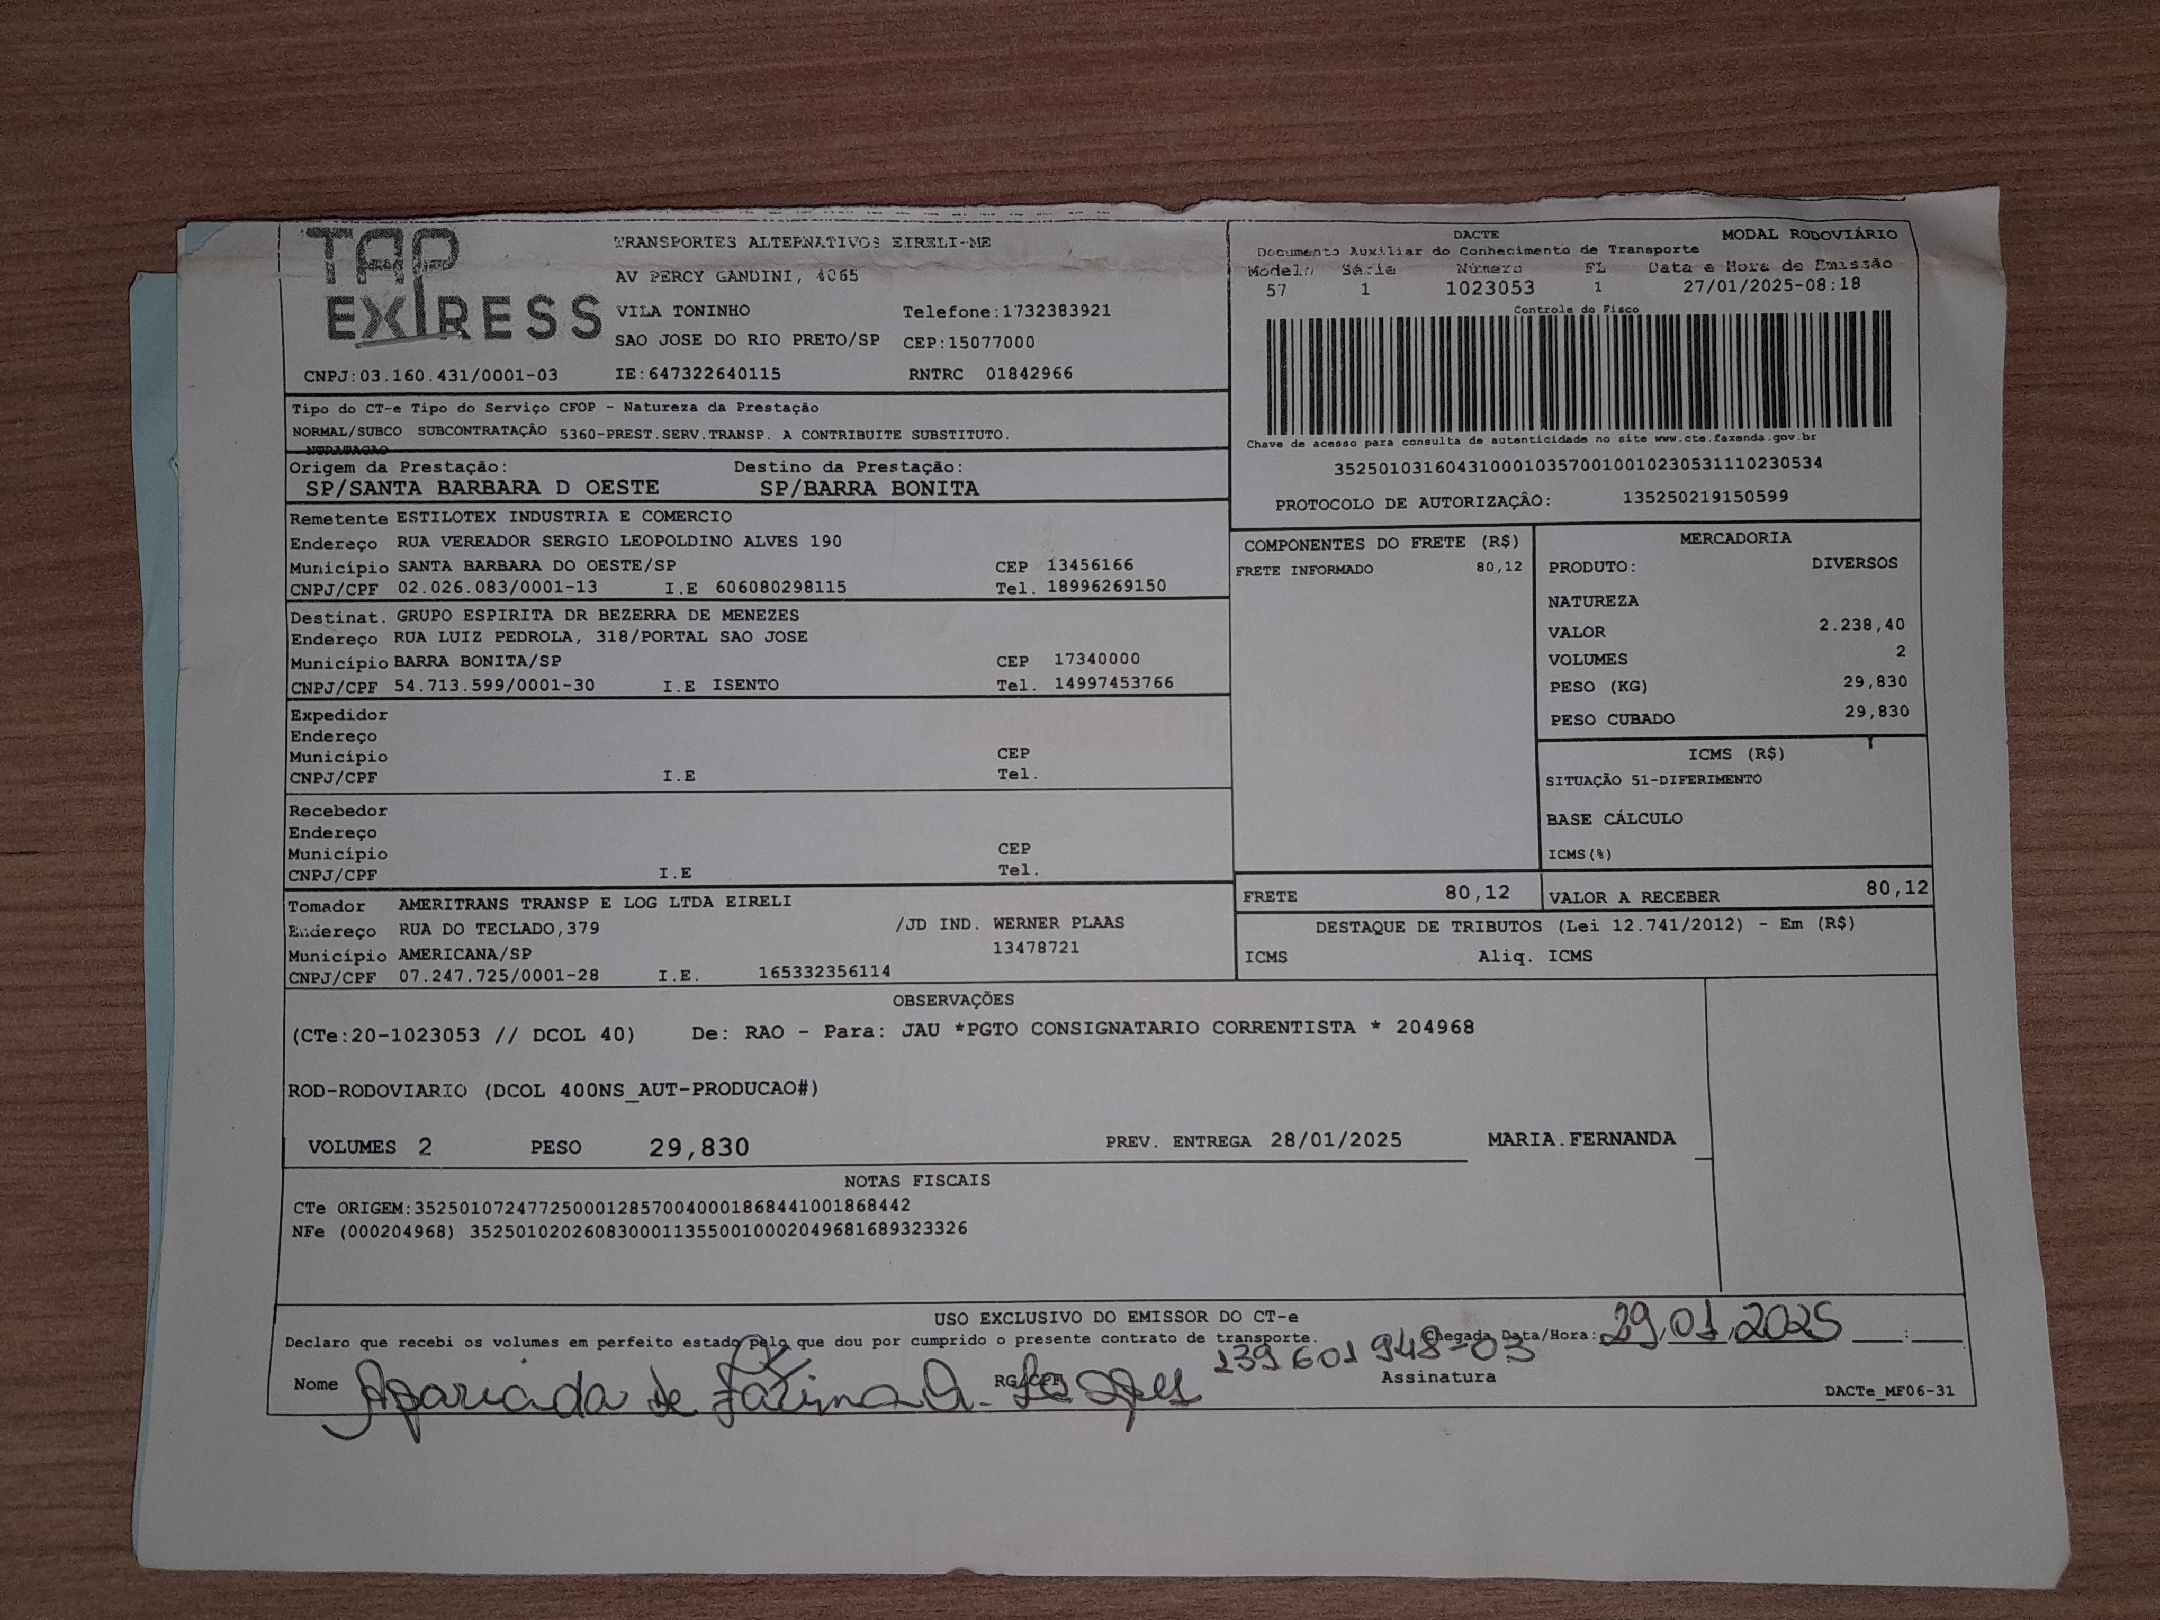 TAP
EXPRESS
TRANSPORTES ALTERNATIVOS EIRELI-ME
AV PERCY GANDINI, 4065
VILA TONINHO Telefone:1732383921
SAO JOSE DO RIO PRETO/SP CEP:15077000
CNPJ:03.160.431/0001-03 IE:647322640115 RNTRC 01842966
DACTE MODAL RODOVIÁRIO
Documento Auxiliar do Conhecimento de Transporte
Modelo Série Número FL Data e Hora de Emissão
57 1 1023053 1 27/01/2025-08:18
Controle do Fisco
Chave de acesso para consulta de autenticidade no site www.cte.fazenda.gov.br
35250103160431000103570010010230531110230534
PROTOCOLO DE AUTORIZAÇÂO: 135250219150599
Tipo do CT-e Tipo do Serviço CFOP - Natureza da Prestação
NORMAL/SUBCO SUBCONTRATAÇÂO 5360-PREST.SERV.TRANSP. A CONTRIBUITE SUBSTITUTO.
NTRATACAO
Origem da Prestação: Destino da Prestação:
SP/SANTA BARBARA D OESTE SP/BARRA BONITA
Remetente ESTILOTEX INDUSTRIA E COMERCIO
Endereço RUA VEREADOR SERGIO LEOPOLDINO ALVES 190
Município SANTA BARBARA DO OESTE/SP CEP 13456166
CNPJ/CPF 02.026.083/0001-13 I.E 606080298115 Tel. 18996269150
Destinat. GRUPO ESPIRITA DR BEZERRA DE MENEZES
Endereço RUA LUIZ PEDROLA, 318/PORTAL SAO JOSE
Município BARRA BONITA/SP CEP 17340000
CNPJ/CPF 54.713.599/0001-30 I.E ISENTO Tel. 14997453766
Expedidor
Endereço
Município CEP
CNPJ/CPF I.E Tel.
Recebedor
Endereço
Município CEP
CNPJ/CPF I.E Tel.
Tomador AMERITRANS TRANSP E LOG LTDA EIRELI
Endereço RUA DO TECLADO,379 /JD IND. WERNER PLAAS
Município AMERICANA/SP 13478721
CNPJ/CPF 07.247.725/0001-28 I.E. 165332356114
COMPONENTES DO FRETE (R$)
FRETE INFORMADO 80,12
MERCADORIA
PRODUTO: DIVERSOS
NATUREZA
VALOR 2.238,40
VOLUMES 2
PESO (KG) 29,830
PESO CUBADO 29,830
ICMS (R$)
SITUAÇÃO 51-DIFERIMENTO
BASE CÁLCULO
ICMS(%)
FRETE 80,12 VALOR A RECEBER 80,12
DESTAQUE DE TRIBUTOS (Lei 12.741/2012) - Em (R$)
ICMS Aliq. ICMS
OBSERVAÇÕES
(CTe:20-1023053 // DCOL 40) De: RAO - Para: JAU *PGTO CONSIGNATARIO CORRENTISTA * 204968
ROD-RODOVIARIO (DCOL 400NS_AUT-PRODUCAO#)
VOLUMES 2 PESO 29,830 PREV. ENTREGA 28/01/2025 MARIA.FERNANDA
NOTAS FISCAIS
CTe ORIGEM:35250107247725000128570040001868441001868442
NFe (000204968) 35250102026083000113550010002049681689323326
USO EXCLUSIVO DO EMISSOR DO CT-e
Declaro que recebi os volumes em perfeito estado pelo que dou por cumprido o presente contrato de transporte. Chegada Data/Hora: 29/01/2025 ___:___
Nome Aparecida de Fátima A. Lopes RG/CPF 139 601 948-03
Assinatura
DACTe_MF06-31